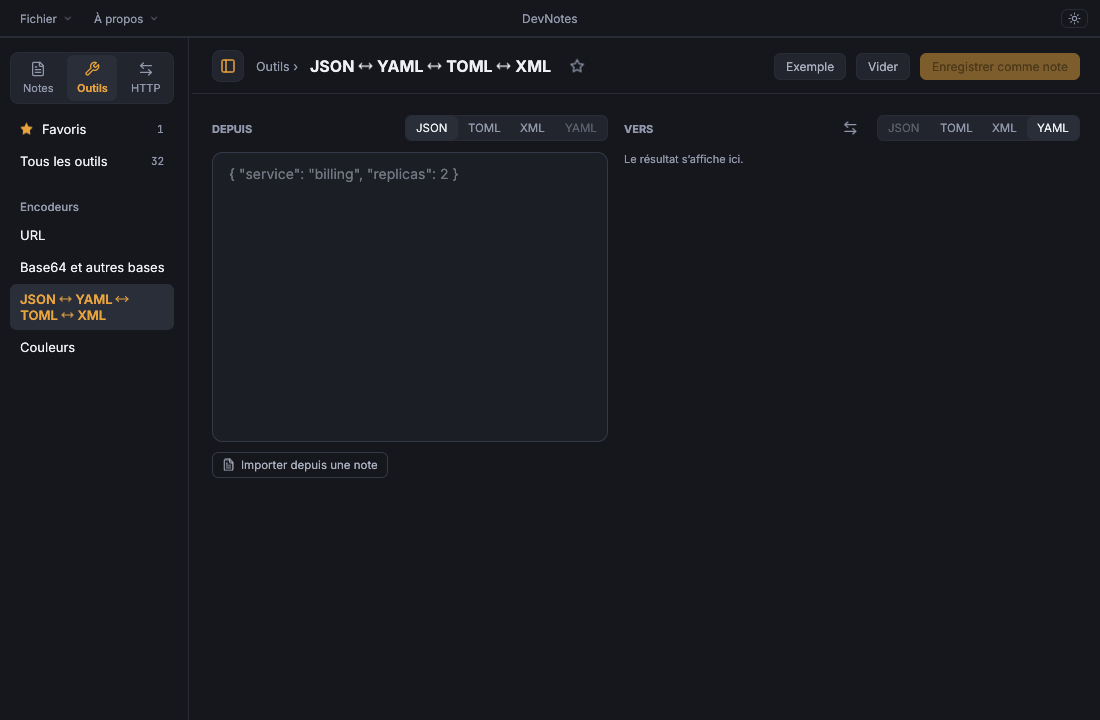 Fichier
À propos
DevNotes
Notes
Outils
HTTP
Favoris 1
Tous les outils 32
Encodeurs
URL
Base64 et autres bases
JSON ↔ YAML ↔
TOML ↔ XML
Couleurs
Outils › JSON ↔ YAML ↔ TOML ↔ XML
Exemple
Vider
Enregistrer comme note
DEPUIS
JSON TOML XML YAML
{ "service": "billing", "replicas": 2 }
Importer depuis une note
VERS
JSON TOML XML YAML
Le résultat s’affiche ici.